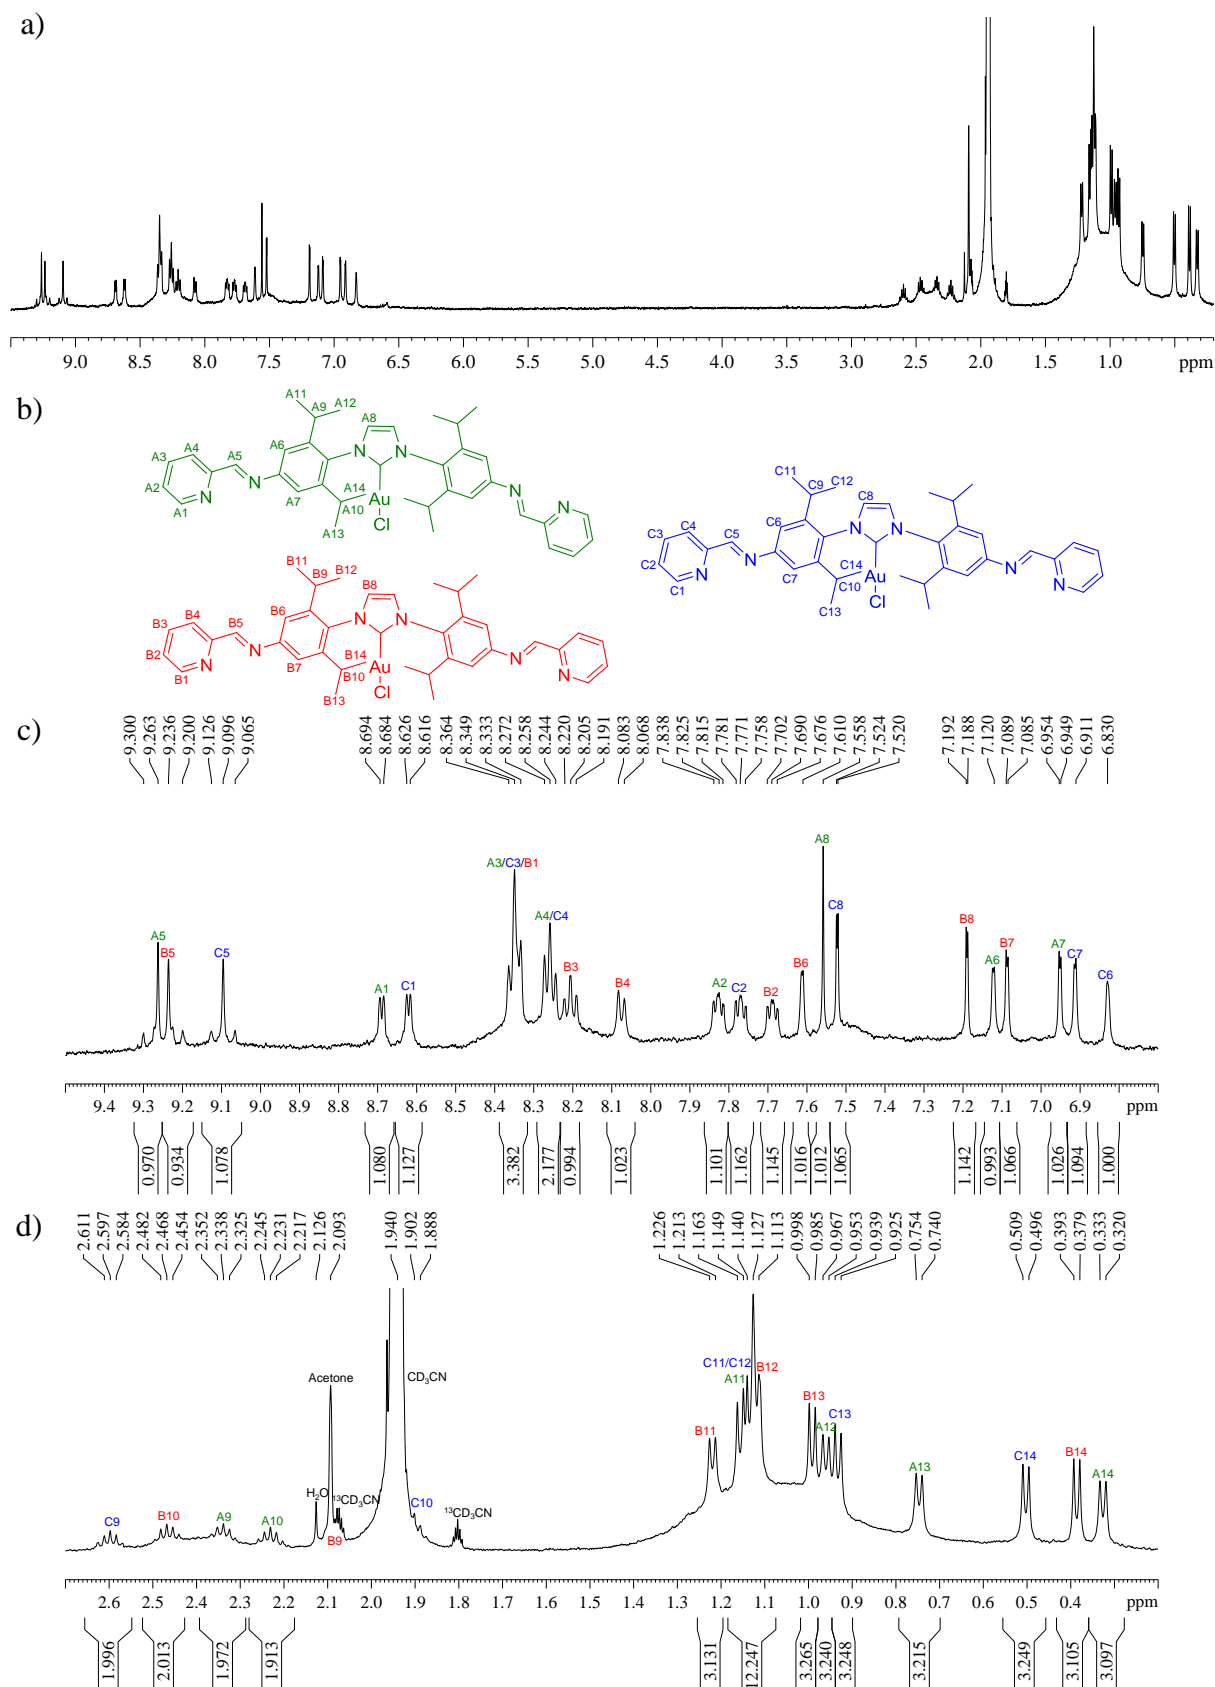 a)
9.0 8.5 8.0 7.5 7.0 6.5 6.0 5.5 5.0 4.5 4.0 3.5 3.0 2.5 2.0 1.5 1.0 ppm
b)
A11 A12
A9 A8
A3 A4 A5 A6 N N
A2 N N
A1 A7 A14 Au N
A10 N
A13 Cl
C11 C12
C9 C8
C3 C4 C5 C6 N N
C2 N N
C1 C7 C14 Au N N
C10
C13 Cl
B11 B12
B9 B8
B3 B4 B5 B6 N N
B2 N N
B1 B7 B14 Au N N
B10
B13 Cl
c)
9.300 9.263 9.236 9.200 9.126 9.096 9.065 8.694 8.684 8.626 8.616 8.364 8.349 8.333 8.272 8.258 8.244 8.220 8.205 8.191 8.083 8.068 7.838 7.825 7.815 7.781 7.771 7.758 7.702 7.690 7.676 7.610 7.558 7.524 7.520 7.192 7.188 7.120 7.089 7.085 6.954 6.949 6.911 6.830
A5 B5 C5 A1 C1 A3/C3/B1 A4/C4 B3 B4 A2 C2 B2 B6 A8 C8 B8 A6 B7 A7 C7 C6
9.4 9.3 9.2 9.1 9.0 8.9 8.8 8.7 8.6 8.5 8.4 8.3 8.2 8.1 8.0 7.9 7.8 7.7 7.6 7.5 7.4 7.3 7.2 7.1 7.0 6.9 ppm
0.970 0.934 1.078 1.080 1.127 3.382 2.177 0.994 1.023 1.101 1.162 1.145 1.016 1.012 1.065 1.142 0.993 1.066 1.026 1.094 1.000
d)
2.611 2.597 2.584 2.482 2.468 2.454 2.352 2.338 2.325 2.245 2.231 2.217 2.126 2.093 1.940 1.902 1.888 1.226 1.213 1.163 1.149 1.140 1.127 1.113 0.998 0.985 0.967 0.953 0.939 0.925 0.754 0.740 0.509 0.496 0.393 0.379 0.333 0.320
C9 B10 A9 A10 H2O Acetone 13CD3CN B9 CD3CN C10 13CD3CN B11 C11/C12 A11 B12 B13 A12 C13 A13 C14 B14 A14
2.6 2.5 2.4 2.3 2.2 2.1 2.0 1.9 1.8 1.7 1.6 1.5 1.4 1.3 1.2 1.1 1.0 0.9 0.8 0.7 0.6 0.5 0.4 ppm
1.996 2.013 1.972 1.913 3.131 12.247 3.265 3.240 3.248 3.215 3.249 3.105 3.097